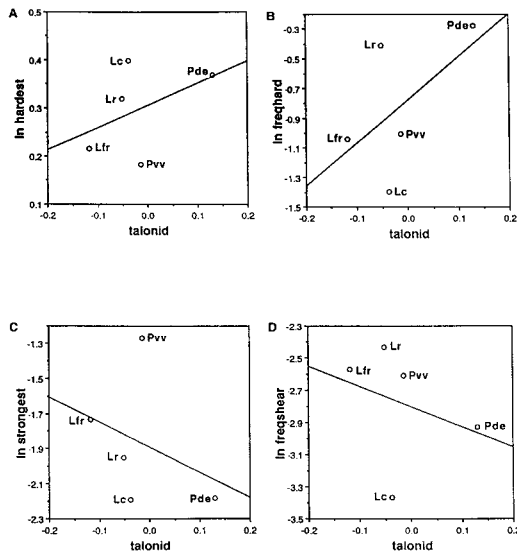 A
0.5
0.4
0.3
0.2
0.1
ln hardest
Lc
Pde
Lr
Lfr
Pvv
-0.2 -0.1 0.0 0.1 0.2
talonid
B
-0.3
-0.5
-0.7
-0.9
-1.1
-1.3
-1.5
ln freqhard
Pde
Lr
Lfr
Pvv
Lc
-0.2 -0.1 0.0 0.1 0.2
talonid
C
-1.3
-1.5
-1.7
-1.9
-2.1
-2.3
ln strongest
Pvv
Lfr
Lr
Lc
Pde
-0.2 -0.1 0.0 0.1 0.2
talonid
D
-2.3
-2.5
-2.7
-2.9
-3.1
-3.3
-3.5
ln freqshear
Lr
Lfr
Pvv
Pde
Lc
-0.2 -0.1 0.0 0.1 0.2
talonid